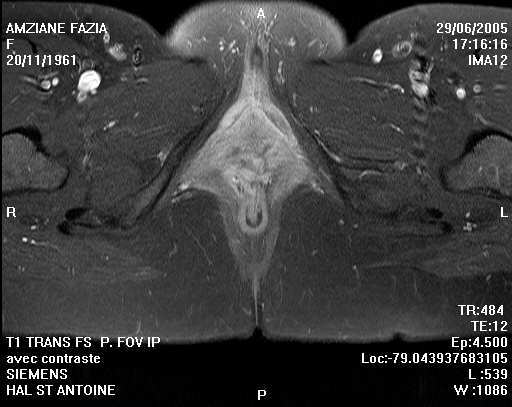 AMZIANE FAZIA
F
20/11/1961
A
29/06/2005
17:16:16
IMA12
R
L
T1 TRANS FS P. FOV IP
avec contraste
SIEMENS
HAL ST ANTOINE
P
TR:484
TE:12
Ep:4.500
Loc:-79.043937683105
L :539
W :1086